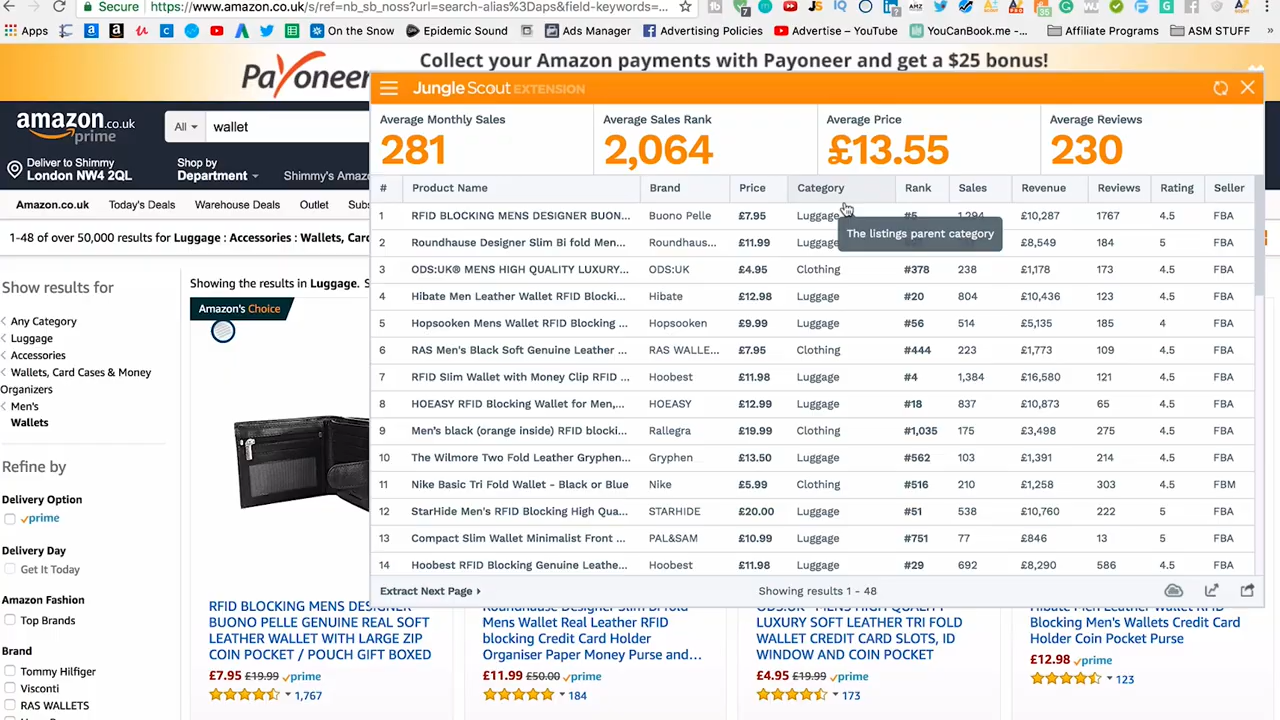 Secure https://www.amazon.co.uk/s/ref=nb_sb_noss?url=search-alias%3Daps&field-keywords=...
Apps On the Snow Epidemic Sound Ads Manager Advertising Policies Advertise – YouTube YouCanBook.me -... Affiliate Programs ASM STUFF
Payoneer Collect your Amazon payments with Payoneer and get a $25 bonus!
JungleScout EXTENSION
Average Monthly Sales Average Sales Rank Average Price Average Reviews
281 2,064 £13.55 230
amazon.co.uk
prime
All wallet
Deliver to Shimmy
London NW4 2QL
Shop by
Department
Shimmy's Amaz
Amazon.co.uk Today's Deals Warehouse Deals Outlet Subs
1-48 of over 50,000 results for Luggage : Accessories : Wallets, Card
# Product Name Brand Price Category Rank Sales Revenue Reviews Rating Seller
1 RFID BLOCKING MENS DESIGNER BUON... Buono Pelle £7.95 Luggage #5 1,294 £10,287 1767 4.5 FBA
The listings parent category
2 Roundhause Designer Slim Bi fold Men... Roundhaus... £11.99 Luggage £8,549 184 5 FBA
3 ODS:UK® MENS HIGH QUALITY LUXURY... ODS:UK £4.95 Clothing #378 238 £1,178 173 4.5 FBA
4 Hibate Men Leather Wallet RFID Blocki... Hibate £12.98 Luggage #20 804 £10,436 123 4.5 FBA
5 Hopsooken Mens Wallet RFID Blocking ... Hopsooken £9.99 Luggage #56 514 £5,135 185 4 FBA
6 RAS Men's Black Soft Genuine Leather ... RAS WALLE... £7.95 Clothing #444 223 £1,773 109 4.5 FBA
7 RFID Slim Wallet with Money Clip RFID ... Hoobest £11.98 Luggage #4 1,384 £16,580 121 4.5 FBA
8 HOEASY RFID Blocking Wallet for Men,... HOEASY £12.99 Luggage #18 837 £10,873 65 4.5 FBA
9 Men's black (orange inside) RFID blocki... Rallegra £19.99 Clothing #1,035 175 £3,498 275 4.5 FBA
10 The Wilmore Two Fold Leather Gryphen... Gryphen £13.50 Luggage #562 103 £1,391 214 4.5 FBA
11 Nike Basic Tri Fold Wallet - Black or Blue Nike £5.99 Clothing #516 210 £1,258 303 4.5 FBM
12 StarHide Men's RFID Blocking High Qua... STARHIDE £20.00 Luggage #51 538 £10,760 222 5 FBA
13 Compact Slim Wallet Minimalist Front ... PAL&SAM £10.99 Luggage #751 77 £846 13 5 FBA
14 Hoobest RFID Blocking Genuine Leathe... Hoobest £11.98 Luggage #29 692 £8,290 586 4.5 FBA
Extract Next Page › Showing results 1 - 48
Show results for
Any Category
Luggage
Accessories
Wallets, Card Cases & Money
Organizers
Men's
Wallets
Refine by
Delivery Option
prime
Delivery Day
Get It Today
Amazon Fashion
Top Brands
Brand
Tommy Hilfiger
Visconti
RAS WALLETS
Showing the results in Luggage. S
Amazon's Choice
RFID BLOCKING MENS DESIGNER
BUONO PELLE GENUINE REAL SOFT
LEATHER WALLET WITH LARGE ZIP
COIN POCKET / POUCH GIFT BOXED
£7.95 £19.99 prime
1,767
Roundhause Designer Slim Bi fold
Mens Wallet Real Leather RFID
blocking Credit Card Holder
Organiser Paper Money Purse and...
£11.99 £50.00 prime
184
LUXURY SOFT LEATHER TRI FOLD
WALLET CREDIT CARD SLOTS, ID
WINDOW AND COIN POCKET
£4.95 £19.99 prime
173
Hibate Men Leather Wallet RFID
Blocking Men's Wallets Credit Card
Holder Coin Pocket Purse
£12.98 prime
123